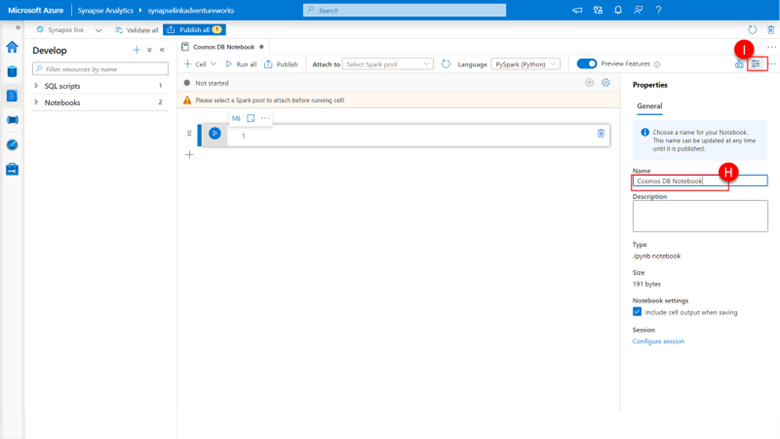 Microsoft Azure | Synapse Analytics ▸ synapselinkadventureworks
Search
Synapse live
Validate all
Publish all 1
Develop
Filter resources by name
SQL scripts 1
Notebooks 2
Cosmos DB Notebook
Cell
Run all
Publish
Attach to
Select Spark pool
Language
PySpark (Python)
Preview Features
I
Not started
Please select a Spark pool to attach before running cell!
M↓
1
Properties
General
Choose a name for your Notebook.
This name can be updated at any time
until it is published.
Name
H
Cosmos DB Notebook
Description
Type
.ipynb notebook
Size
191 bytes
Notebook settings
Include cell output when saving
Session
Configure session